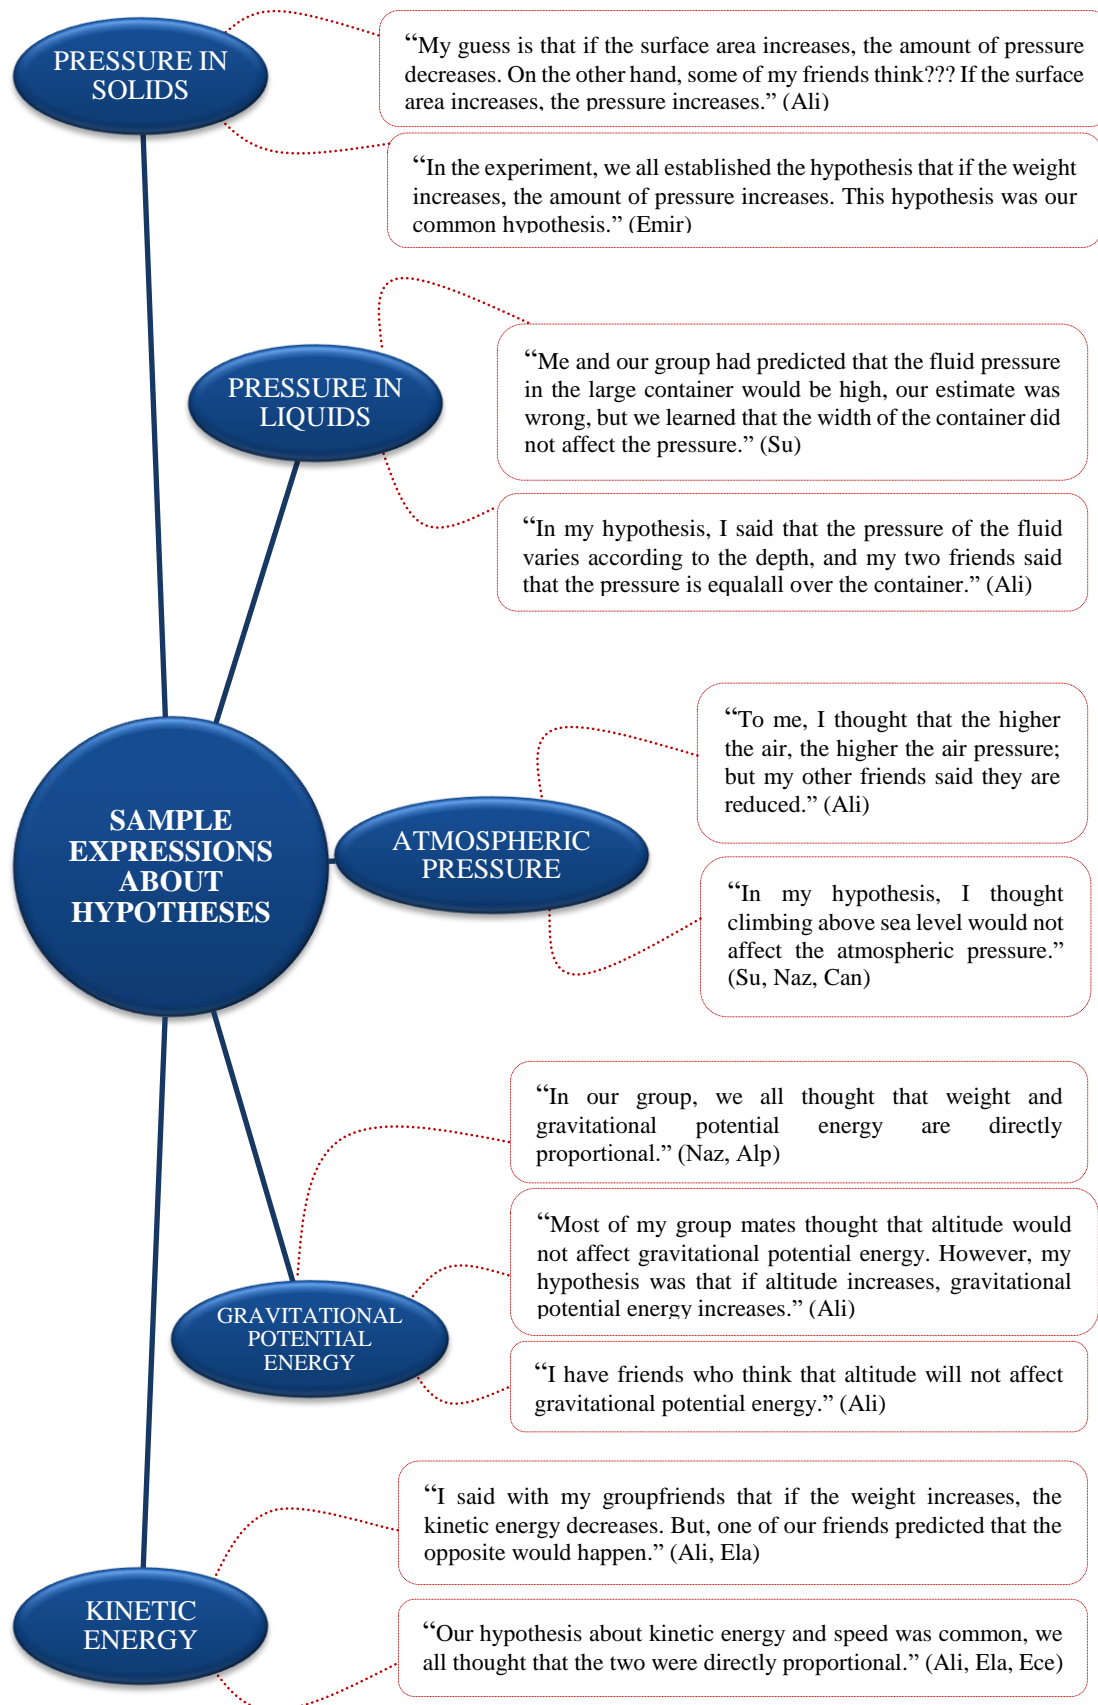 PRESSURE IN
SOLIDS
“My guess is that if the surface area increases, the amount of pressure
decreases. On the other hand, some of my friends think??? If the surface
area increases, the pressure increases.” (Ali)
“In the experiment, we all established the hypothesis that if the weight
increases, the amount of pressure increases. This hypothesis was our
common hypothesis.” (Emir)
PRESSURE IN
LIQUIDS
“Me and our group had predicted that the fluid pressure
in the large container would be high, our estimate was
wrong, but we learned that the width of the container did
not affect the pressure.” (Su)
“In my hypothesis, I said that the pressure of the fluid
varies according to the depth, and my two friends said
that the pressure is equalall over the container.” (Ali)
SAMPLE
EXPRESSIONS
ABOUT
HYPOTHESES
ATMOSPHERIC
PRESSURE
“To me, I thought that the higher
the air, the higher the air pressure;
but my other friends said they are
reduced.” (Ali)
“In my hypothesis, I thought
climbing above sea level would not
affect the atmospheric pressure.”
(Su, Naz, Can)
GRAVITATIONAL
POTENTIAL
ENERGY
“In our group, we all thought that weight and
gravitational potential energy are directly
proportional.” (Naz, Alp)
“Most of my group mates thought that altitude would
not affect gravitational potential energy. However, my
hypothesis was that if altitude increases, gravitational
potential energy increases.” (Ali)
“I have friends who think that altitude will not affect
gravitational potential energy.” (Ali)
KINETIC
ENERGY
“I said with my groupfriends that if the weight increases, the
kinetic energy decreases. But, one of our friends predicted that the
opposite would happen.” (Ali, Ela)
“Our hypothesis about kinetic energy and speed was common, we
all thought that the two were directly proportional.” (Ali, Ela, Ece)